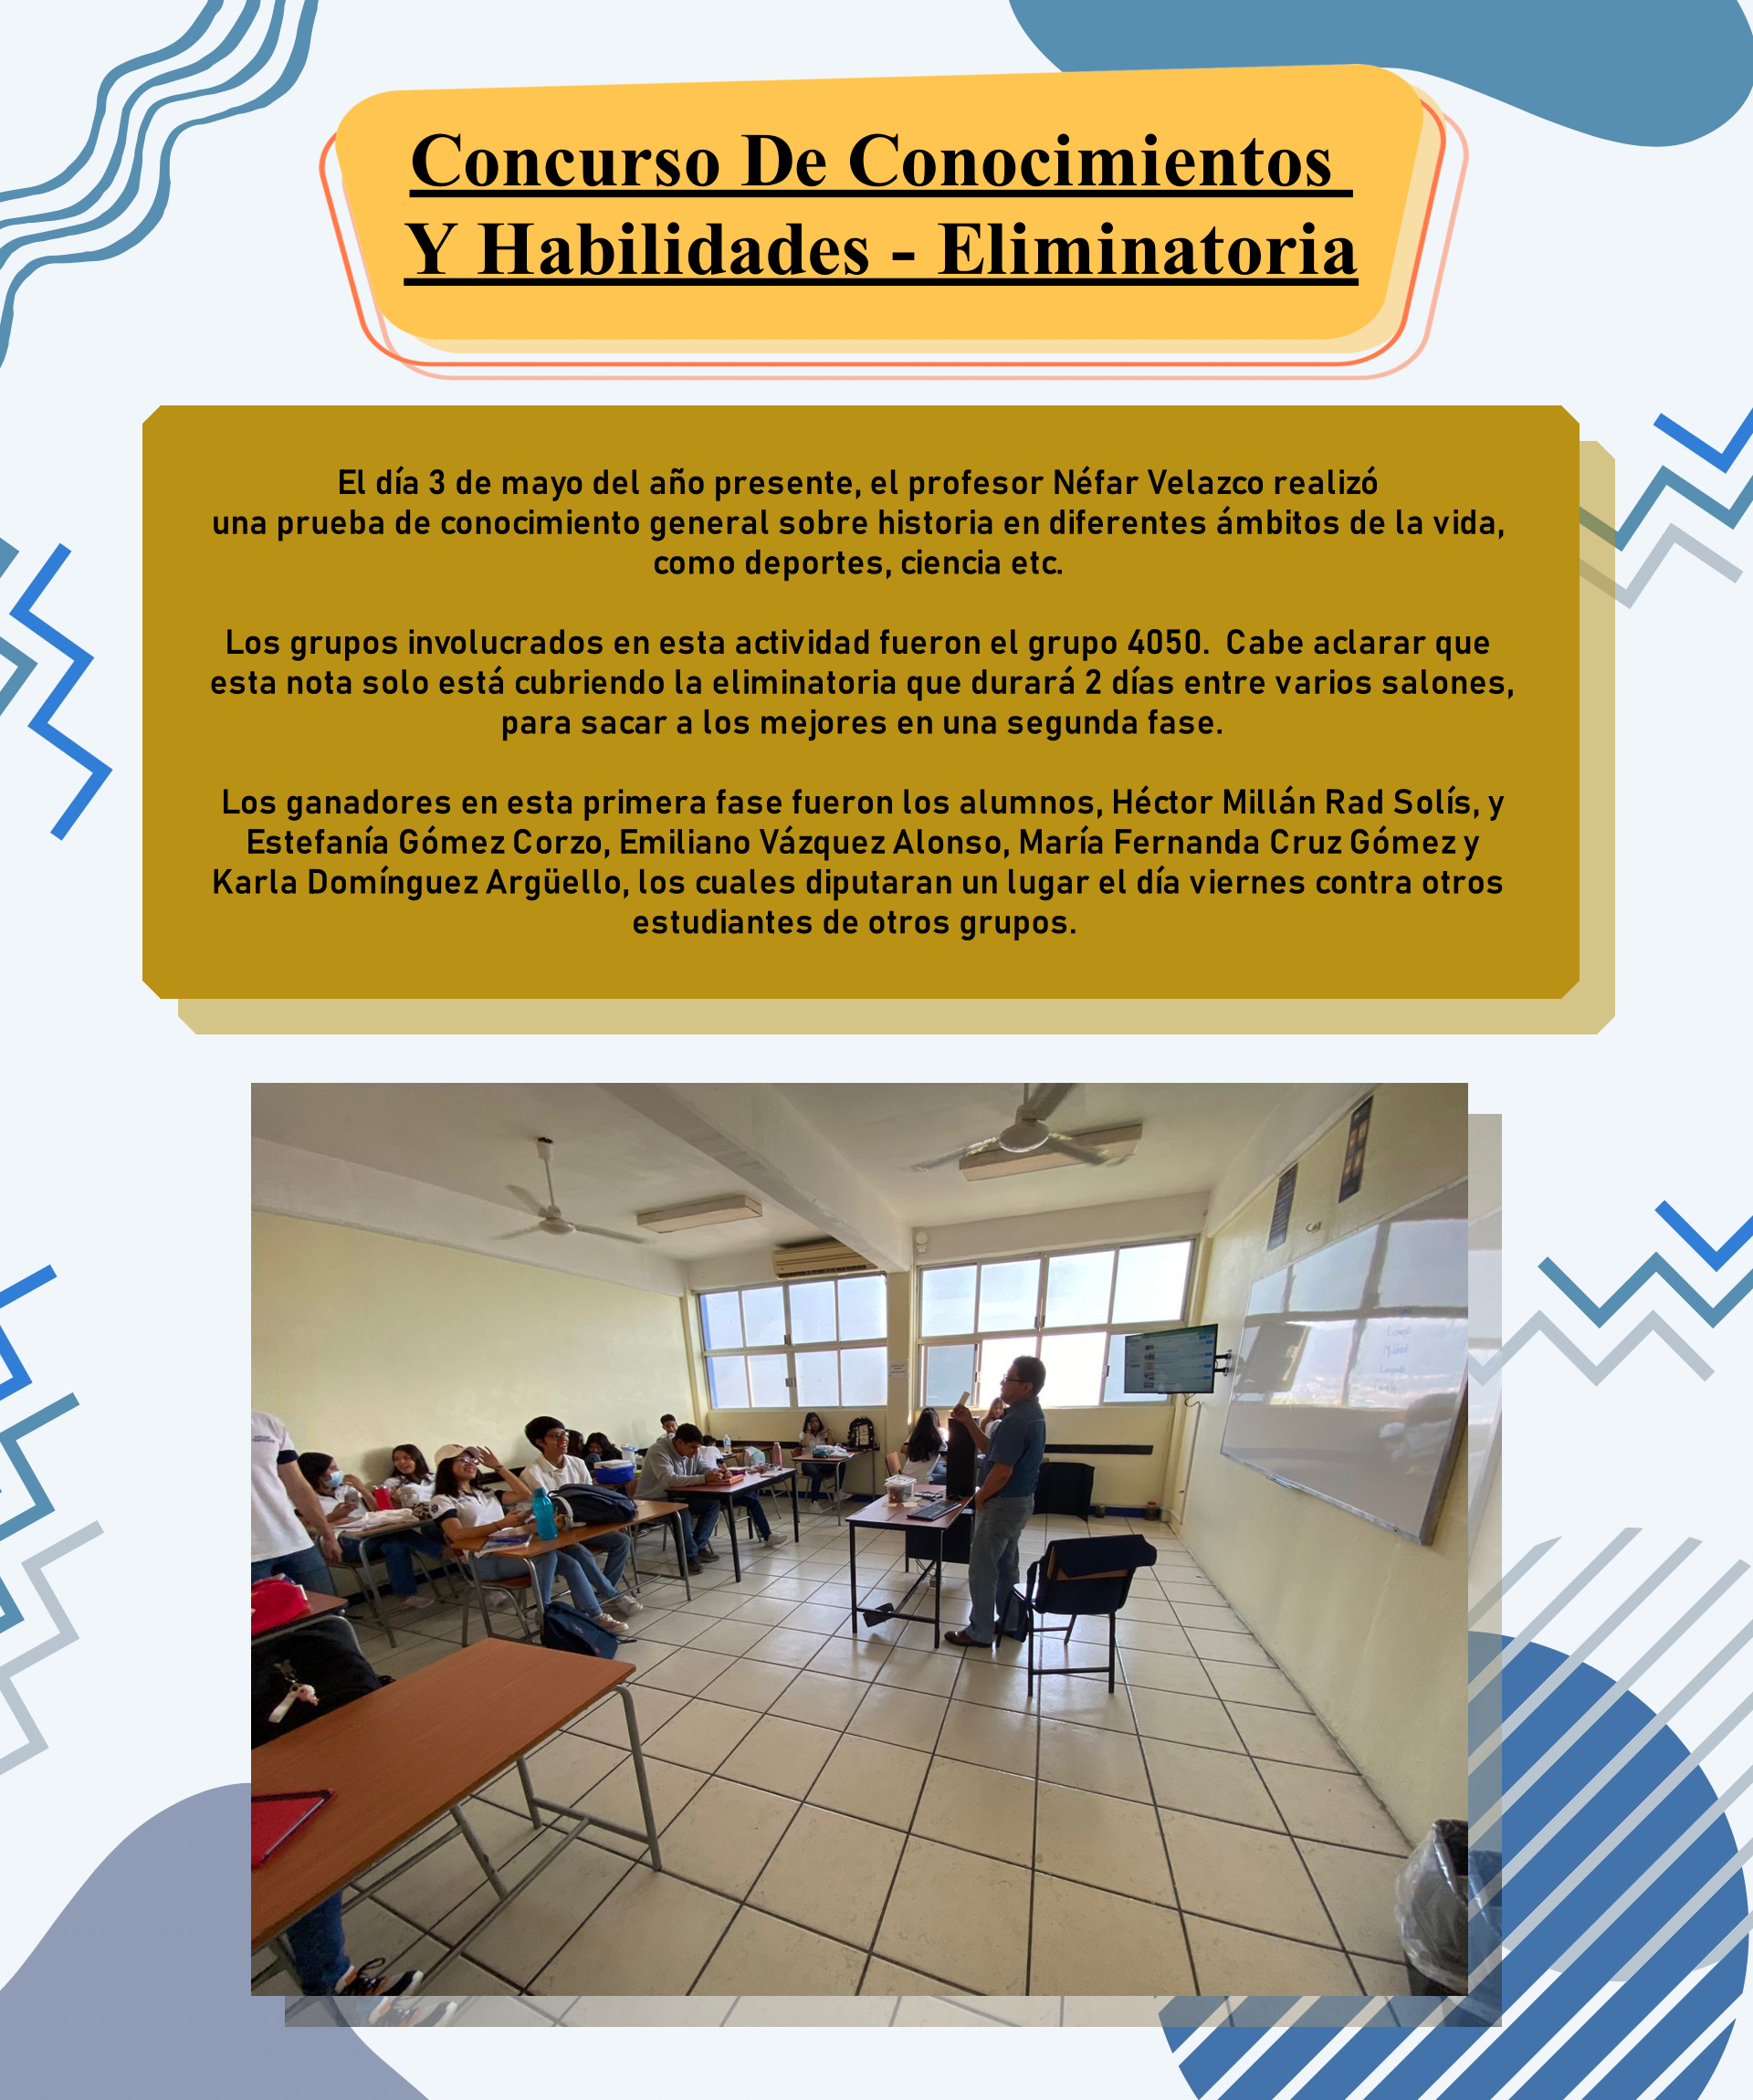 Concurso De Conocimientos
Y Habilidades - Eliminatoria
El día 3 de mayo del año presente, el profesor Néfar Velazco realizó
una prueba de conocimiento general sobre historia en diferentes ámbitos de la vida,
como deportes, ciencia etc.
Los grupos involucrados en esta actividad fueron el grupo 4050. Cabe aclarar que
esta nota solo está cubriendo la eliminatoria que durará 2 días entre varios salones,
para sacar a los mejores en una segunda fase.
Los ganadores en esta primera fase fueron los alumnos, Héctor Millán Rad Solís, y
Estefanía Gómez Corzo, Emiliano Vázquez Alonso, María Fernanda Cruz Gómez y
Karla Domínguez Argüello, los cuales diputaran un lugar el día viernes contra otros
estudiantes de otros grupos.